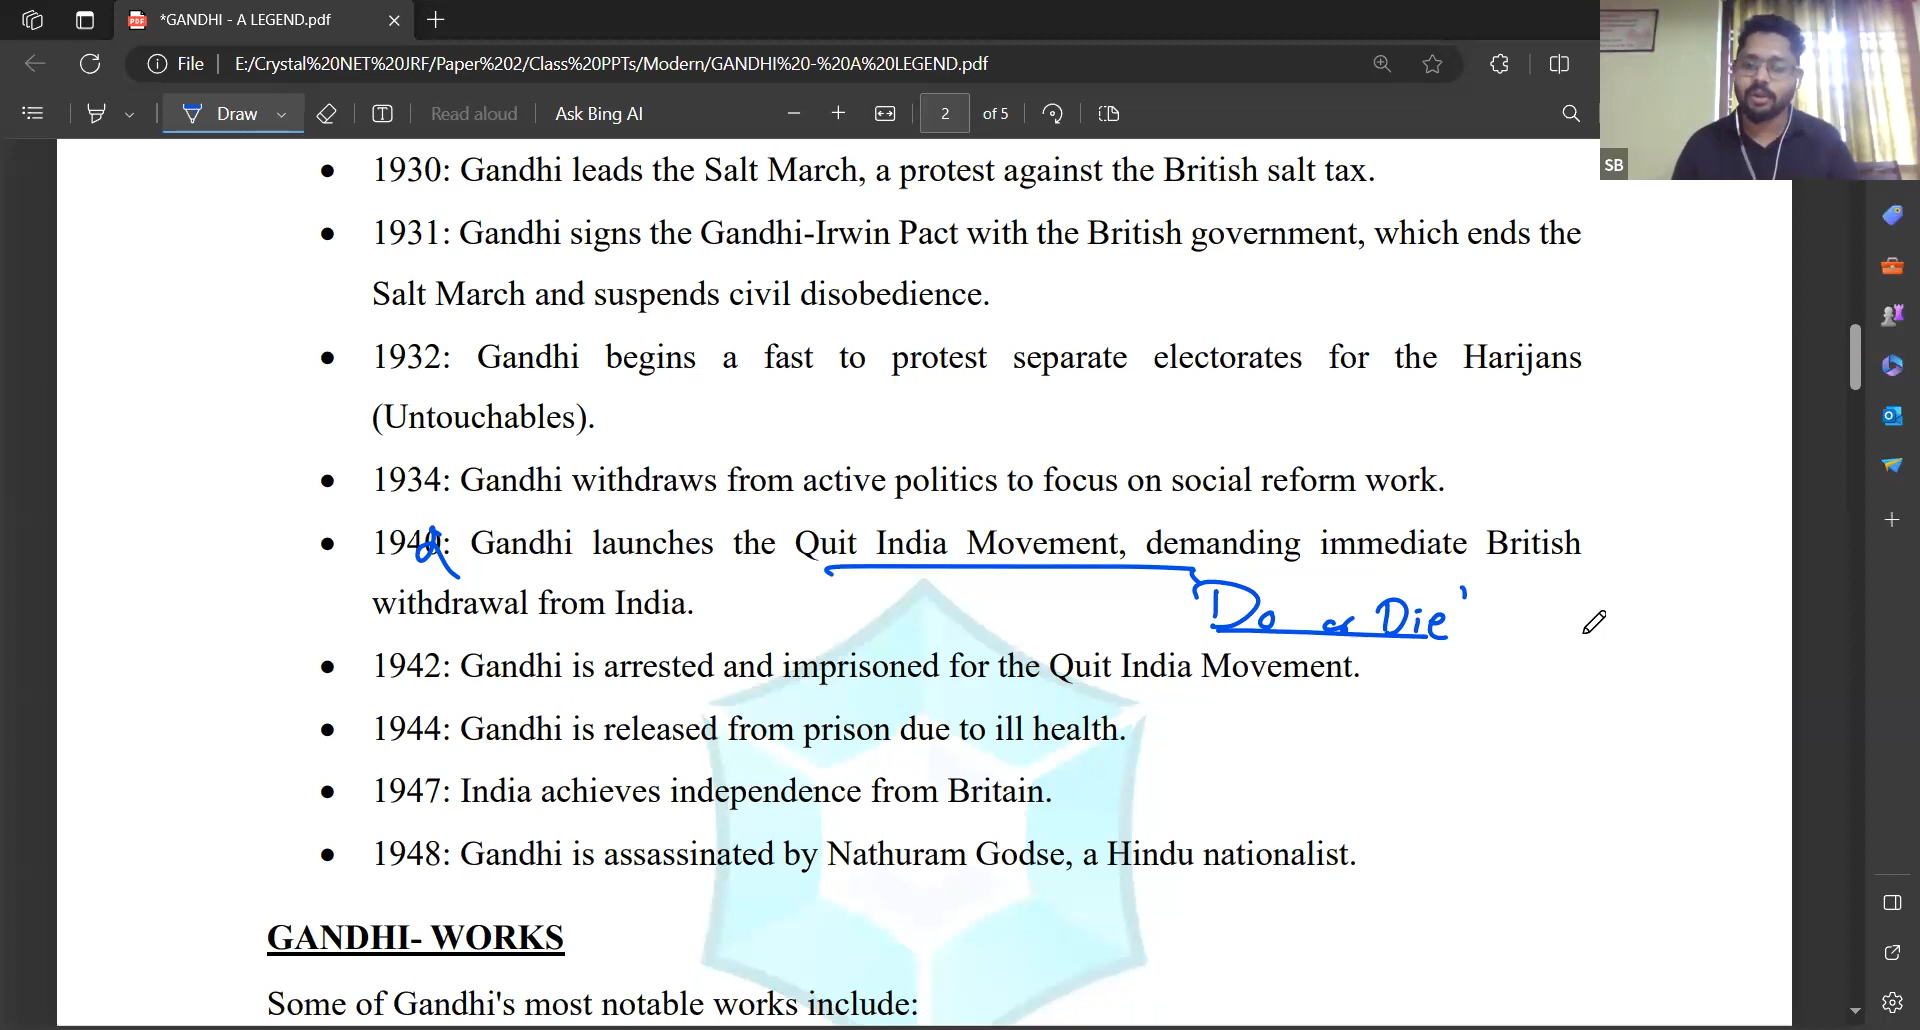 *GANDHI - A LEGEND.pdf
File
E:/Crystal%20NET%20JRF/Paper%202/Class%20PPTs/Modern/GANDHI%20-%20A%20LEGEND.pdf
Draw
Read aloud
Ask Bing AI
2 of 5
SB
• 1930: Gandhi leads the Salt March, a protest against the British salt tax.
• 1931: Gandhi signs the Gandhi-Irwin Pact with the British government, which ends the
Salt March and suspends civil disobedience.
• 1932: Gandhi begins a fast to protest separate electorates for the Harijans
(Untouchables).
• 1934: Gandhi withdraws from active politics to focus on social reform work.
• 1940: Gandhi launches the Quit India Movement, demanding immediate British
withdrawal from India.
'Do or Die'
• 1942: Gandhi is arrested and imprisoned for the Quit India Movement.
• 1944: Gandhi is released from prison due to ill health.
• 1947: India achieves independence from Britain.
• 1948: Gandhi is assassinated by Nathuram Godse, a Hindu nationalist.
GANDHI- WORKS
Some of Gandhi's most notable works include: